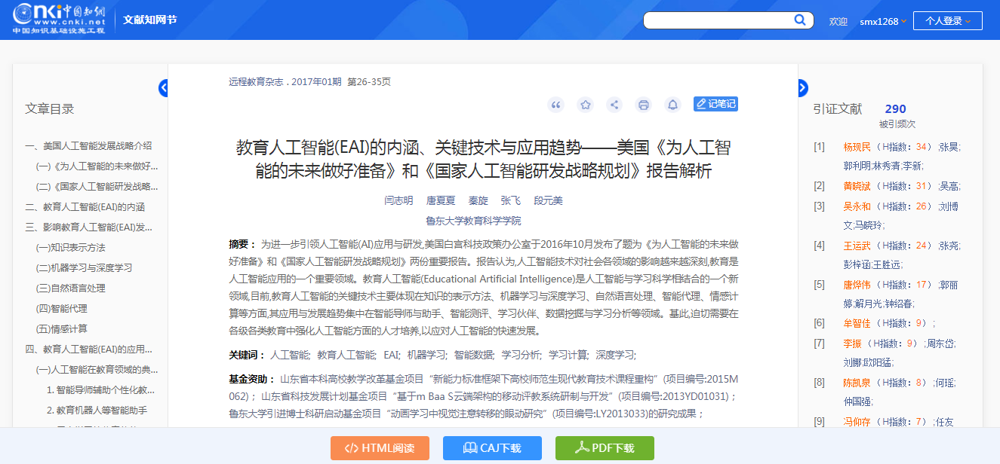 cnki中国知网
www.cnki.net
中国知识基础设施工程
文献知网节
欢迎 smx1268 个人登录
文章目录
一、美国人工智能发展战略介绍
(一)《为人工智能的未来做好...
(二)《国家人工智能研发战略...
二、教育人工智能(EAI)的内涵
三、影响教育人工智能(EAI)发...
(一)知识表示方法
(二)机器学习与深度学习
(三)自然语言处理
(四)智能代理
(五)情感计算
四、教育人工智能(EAI)的应用...
(一)人工智能在教育领域的典...
1. 智能导师辅助个性化教...
2. 教育机器人等智能助手
远程教育杂志 . 2017年01期 第26-35页
记笔记
教育人工智能(EAI)的内涵、关键技术与应用趋势——美国《为人工智
能的未来做好准备》和《国家人工智能研发战略规划》报告解析
闫志明 唐夏夏 秦旋 张飞 段元美
鲁东大学教育科学学院
摘要： 为进一步引领人工智能(AI)应用与研发,美国白宫科技政策办公室于2016年10月发布了题为《为人工智能的未来做
好准备》和《国家人工智能研发战略规划》两份重要报告。报告认为,人工智能技术对社会各领域的影响越来越深刻,教育是
人工智能应用的一个重要领域。教育人工智能(Educational Artificial Intelligence)是人工智能与学习科学相结合的一个新
领域,目前,教育人工智能的关键技术主要体现在知识的表示方法、机器学习与深度学习、自然语言处理、智能代理、情感计
算等方面,其应用与发展趋势集中在智能导师与助手、智能测评、学习伙伴、数据挖掘与学习分析等领域。基此,迫切需要在
各级各类教育中强化人工智能方面的人才培养,以应对人工智能的快速发展。
关键词： 人工智能; 教育人工智能; EAI; 机器学习; 智能数据; 学习分析; 学习计算; 深度学习;
基金资助： 山东省本科高校教学改革基金项目“新能力标准框架下高校师范生现代教育技术课程重构”(项目编号:2015M
062)； 山东省科技发展计划基金项目“基于m Baa S云端架构的移动评教系统研制与开发”(项目编号:2013YD01031)；
鲁东大学引进博士科研启动基金项目“动画学习中视觉注意转移的眼动研究”(项目编号:LY2013033)的研究成果；
引证文献 290
被引频次
[1] 杨现民（H指数：34）;张昊;
郭利明;林秀清;李新;
[2] 黄晓斌（H指数：31）;吴高;
[3] 吴永和（H指数：26）;刘博
文;马晓玲;
[4] 王运武（H指数：24）;张尧;
彭梓涵;王胜远;
[5] 唐烨伟（H指数：17）;郭丽
婷;解月光;钟绍春;
[6] 牟智佳（H指数：9）;
[7] 李振（H指数：9）;周东岱;
刘娜;欧阳猛;
[8] 陈凯泉（H指数：8）;何瑶;
仲国强;
[9] 冯仰存（H指数：7）;任友
HTML阅读 CAJ下载 PDF下载